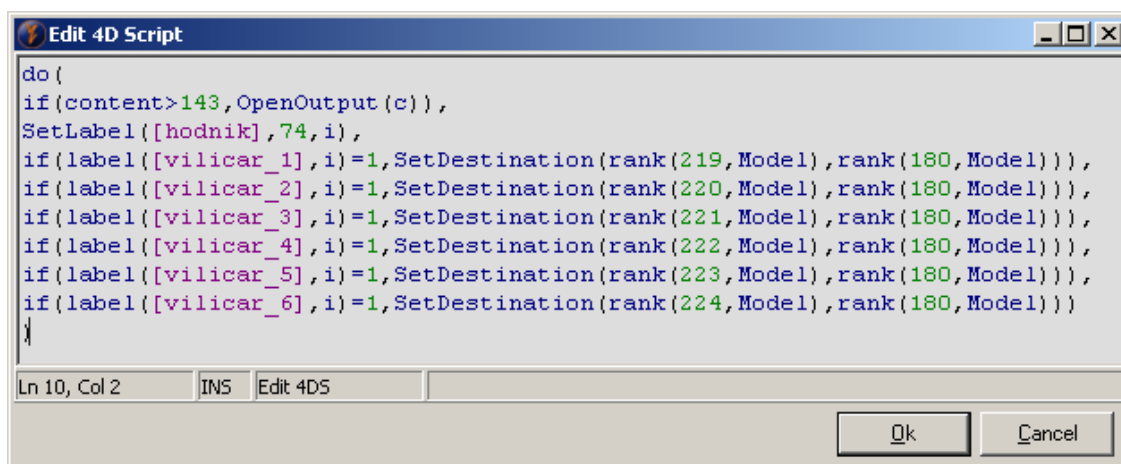 Edit 4D Script
do(
if(content>143,OpenOutput(c)),
SetLabel([hodnik],74,i),
if(label([vilicar_1],i)=1,SetDestination(rank(219,Model),rank(180,Model))),
if(label([vilicar_2],i)=1,SetDestination(rank(220,Model),rank(180,Model))),
if(label([vilicar_3],i)=1,SetDestination(rank(221,Model),rank(180,Model))),
if(label([vilicar_4],i)=1,SetDestination(rank(222,Model),rank(180,Model))),
if(label([vilicar_5],i)=1,SetDestination(rank(223,Model),rank(180,Model))),
if(label([vilicar_6],i)=1,SetDestination(rank(224,Model),rank(180,Model)))
)
Ln 10, Col 2 INS Edit 4DS
Ok Cancel